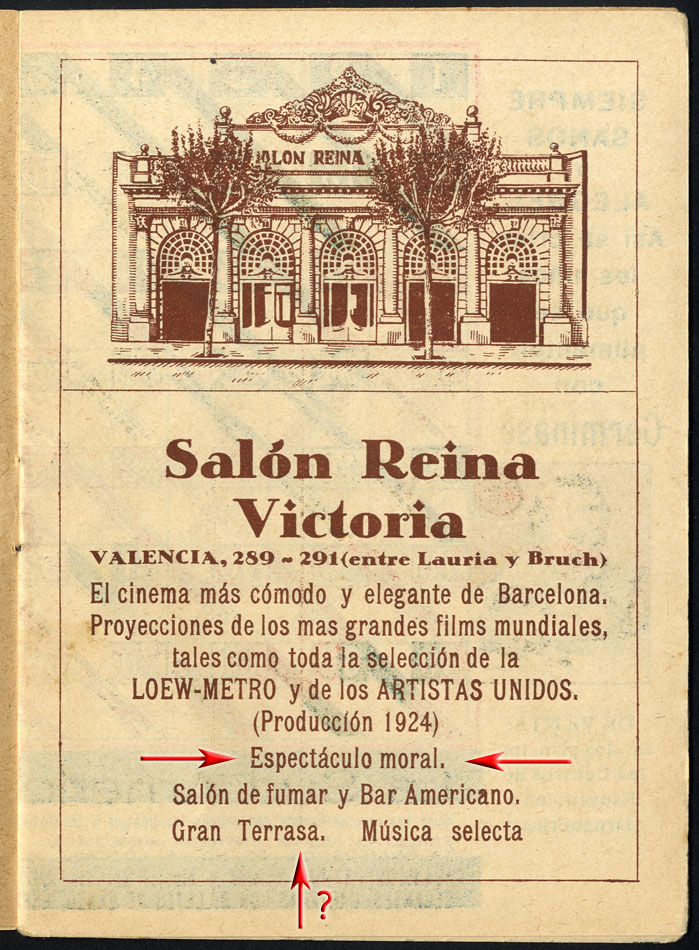 ALON REINA
Salón Reina
Victoria
VALENCIA, 289 ~ 291 (entre Lauria y Bruch)
El cinema más cómodo y elegante de Barcelona.
Proyecciones de los mas grandes films mundiales,
tales como toda la selección de la
LOEW-METRO y de los ARTISTAS UNIDOS.
(Producción 1924)
Espectáculo moral.
Salón de fumar y Bar Americano.
Gran Terrasa. Música selecta
?